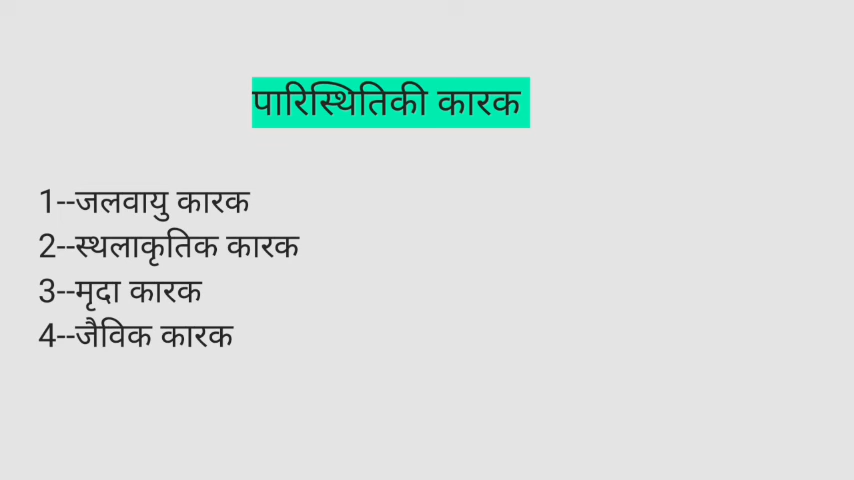 पारिस्थितिकी कारक
1--जलवायु कारक
2--स्थलाकृतिक कारक
3--मृदा कारक
4--जैविक कारक